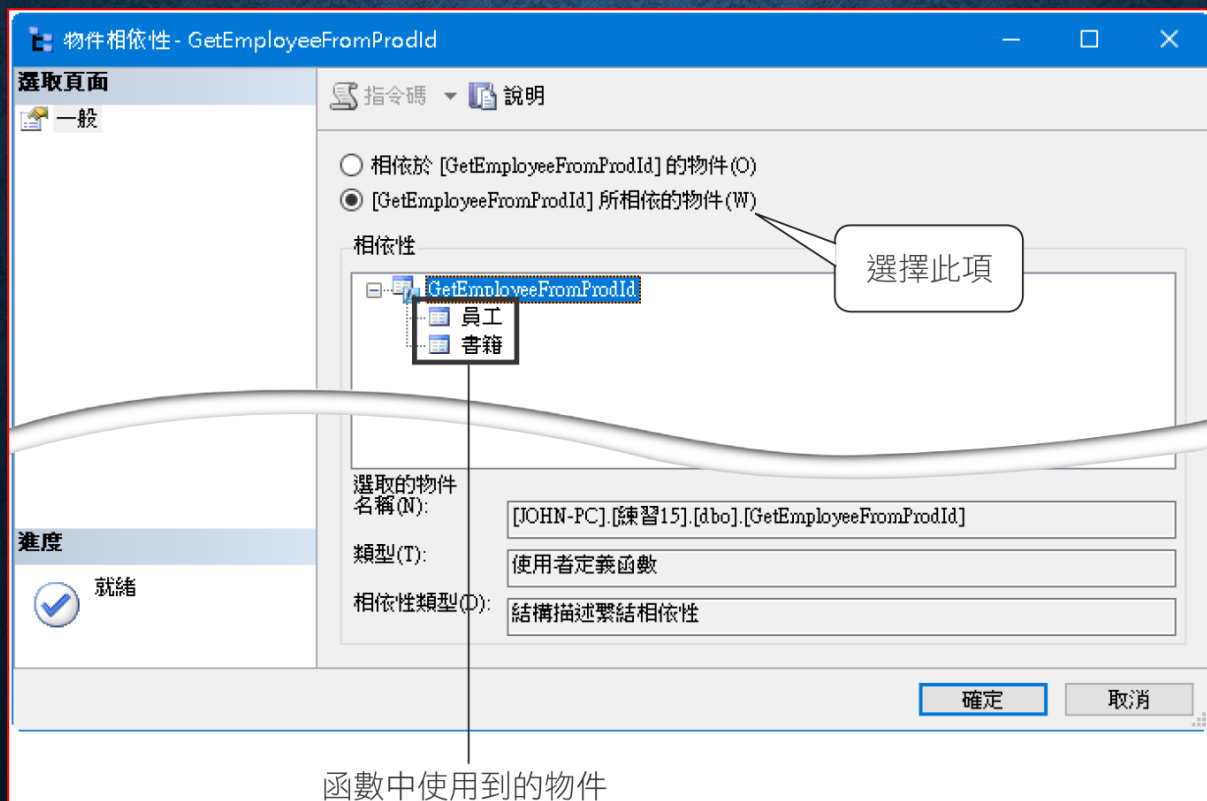 物件相依性 - GetEmployeeFromProdId
選取頁面
一般
指令碼 說明
相依於 [GetEmployeeFromProdId] 的物件(O)
[GetEmployeeFromProdId] 所相依的物件(W)
選擇此項
相依性
GetEmployeeFromProdId
員工
書籍
選取的物件
名稱(N):
[JOHN-PC].[練習15].[dbo].[GetEmployeeFromProdId]
類型(T):
使用者定義函數
相依性類型(D):
結構描述繫結相依性
進度
就緒
確定 取消
函數中使用到的物件